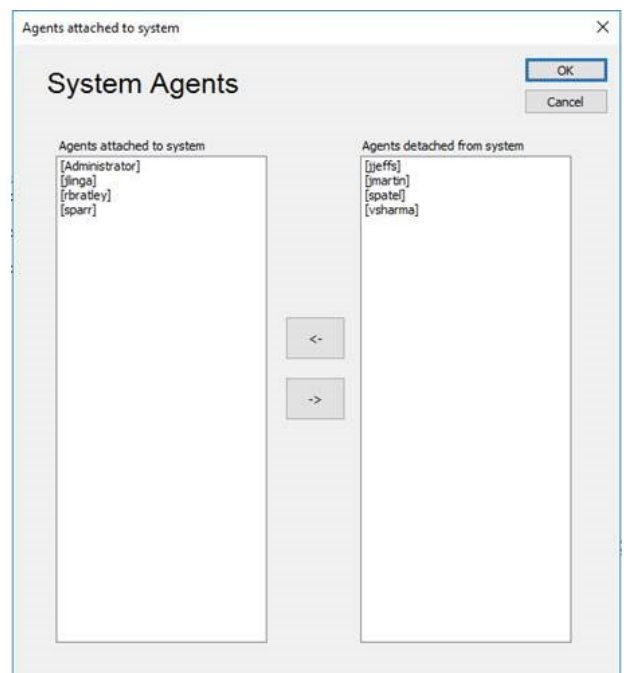 Agents attached to system
System Agents
OK
Cancel
Agents attached to system
[Administrator]
[jlinga]
[rbratley]
[sparr]
Agents detached from system
[jjeffs]
[jmartin]
[spatel]
[vsharma]
<-
->